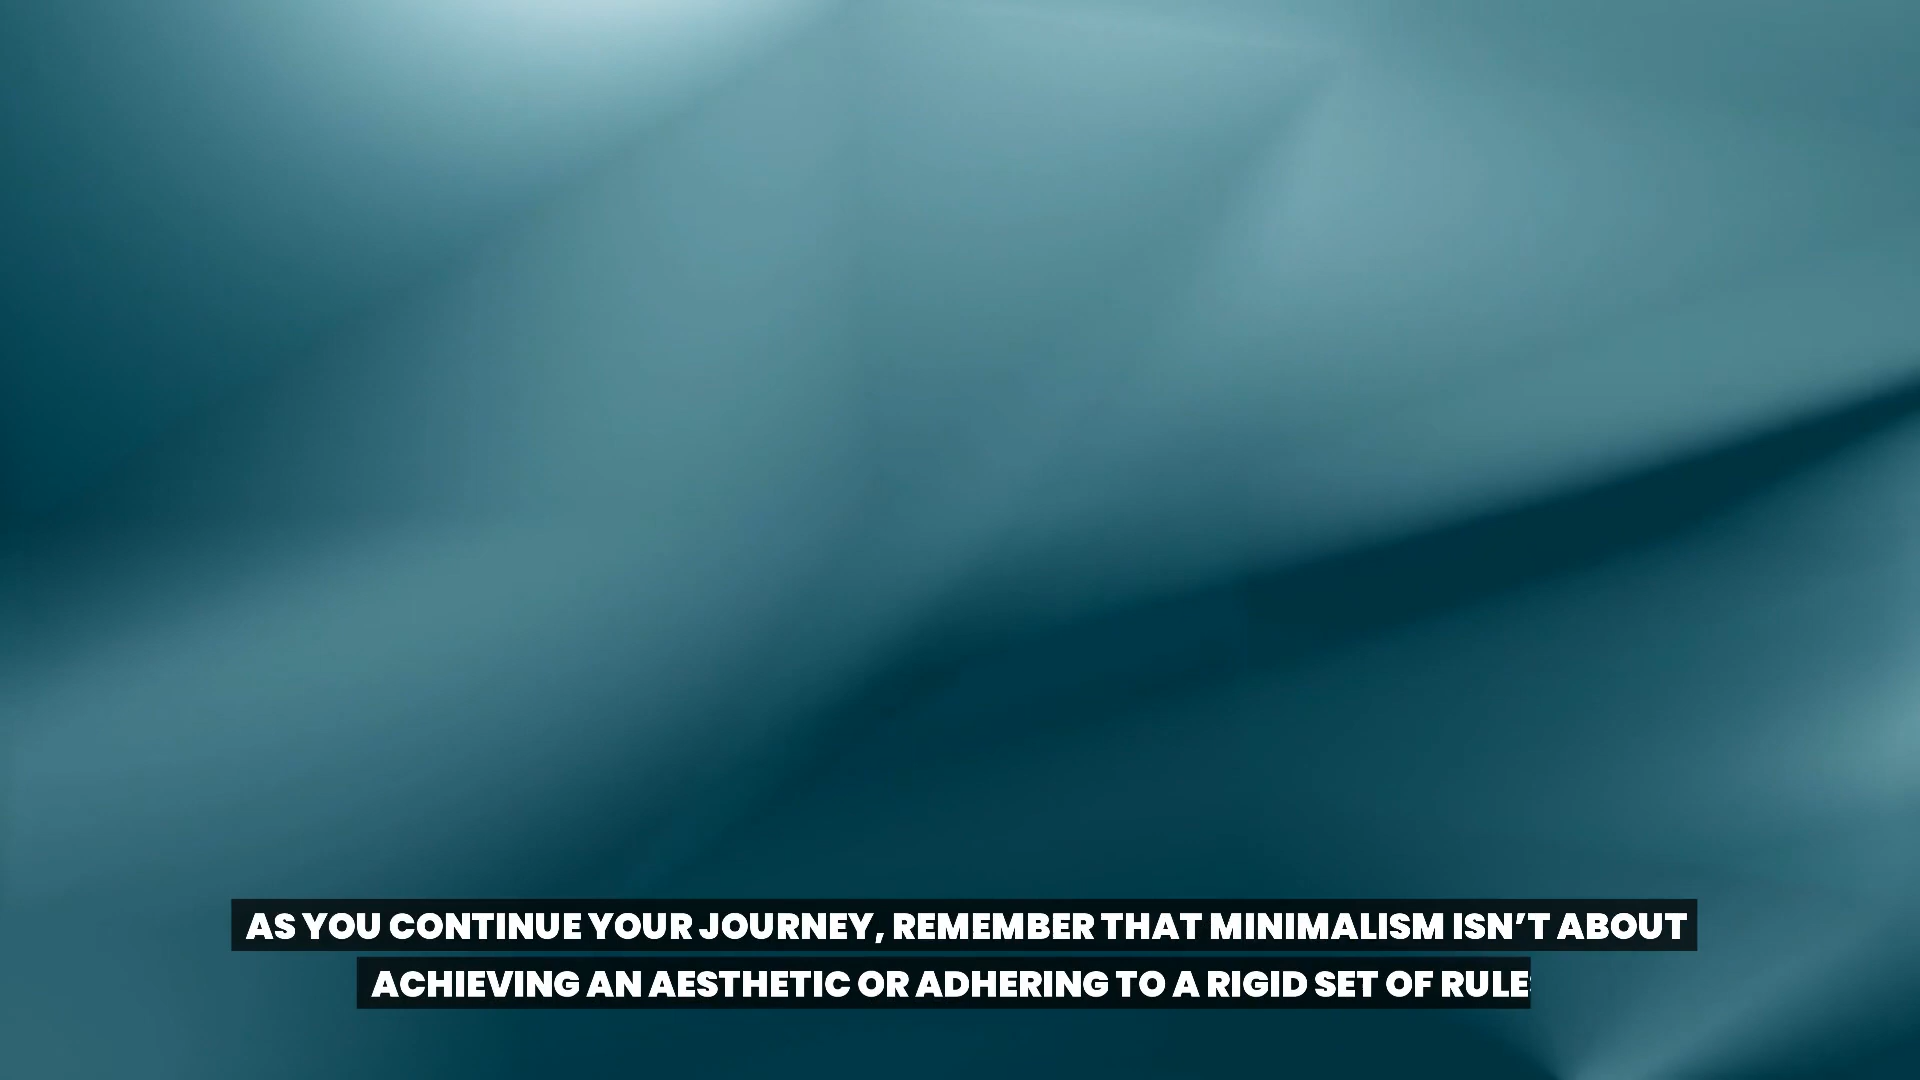 AS YOU CONTINUE YOUR JOURNEY, REMEMBER THAT MINIMALISM ISN’T ABOUT
ACHIEVING AN AESTHETIC OR ADHERING TO A RIGID SET OF RULE